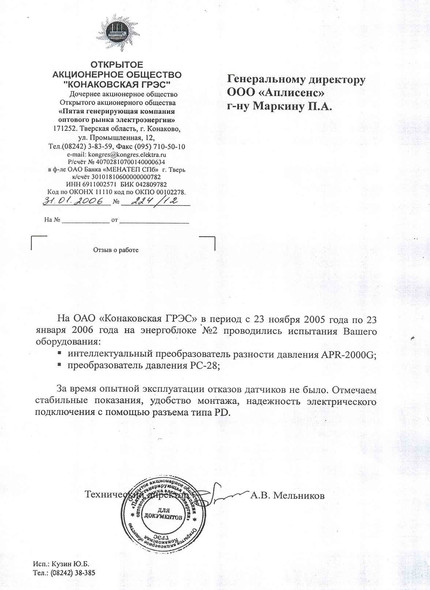 ОТКРЫТОЕ
АКЦИОНЕРНОЕ ОБЩЕСТВО
"КОНАКОВСКАЯ ГРЭС"
Дочернее акционерное общество
Открытого акционерного общества
«Пятая генерирующая компания
оптового рынка электроэнергии»
171252. Тверская область, г. Конаково,
ул. Промышленная, 12,
Тел.(08242) 3-83-59, Факс (095) 710-50-10
e-mail: kongres@kongres.elektra.ru
Р/счёт № 40702810700140000634
в ф-ле ОАО Банка «МЕНАТЕП СПб» г. Тверь
к/счёт 30101810600000000782
ИНН 6911002571 БИК 042809782
Код по ОКОНХ 11110 код по ОКПО 00102278.
31.01.2006 № 224/12
На № от
Генеральному директору
ООО «Аплисенс»
г-ну Маркину П.А.
Отзыв о работе
На ОАО «Конаковская ГРЭС» в период с 23 ноября 2005 года по 23
января 2006 года на энергоблоке №2 проводились испытания Вашего
оборудования:
▪ интеллектуальный преобразователь разности давления APR-2000G;
▪ преобразователь давления PC-28;
За время опытной эксплуатации отказов датчиков не было. Отмечаем
стабильные показания, удобство монтажа, надежность электрического
подключения с помощью разъема типа PD.
Технический директор А.В. Мельников
ДЛЯ
ДОКУМЕНТОВ
Исп.: Кузин Ю.Б.
Тел.: (08242) 38-385